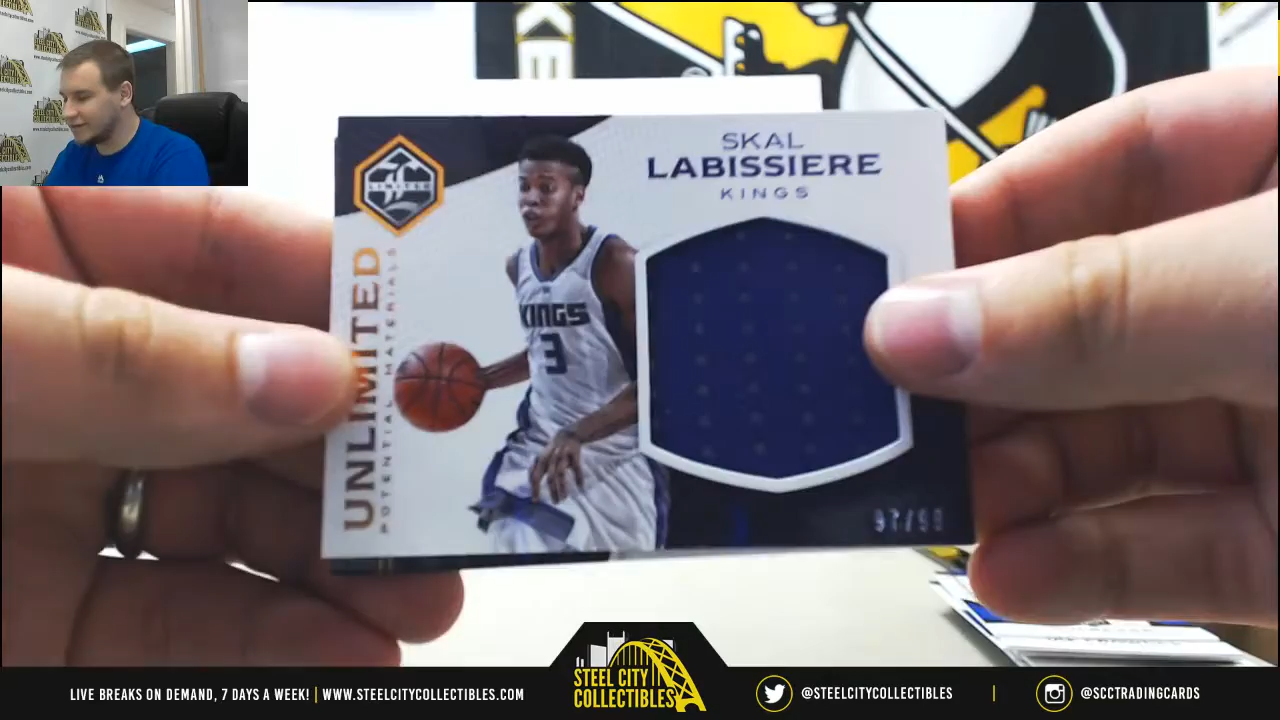 SKAL
LABISSIERE
KINGS
LIMITED
UNLIMITED
POTENTIAL MATERIALS
KINGS
3
STEEL CITY
COLLECTIBLES
LIVE BREAKS ON DEMAND, 7 DAYS A WEEK! | WWW.STEELCITYCOLLECTIBLES.COM
@STEELCITYCOLLECTIBLES
@SCCTRADINGCARDS